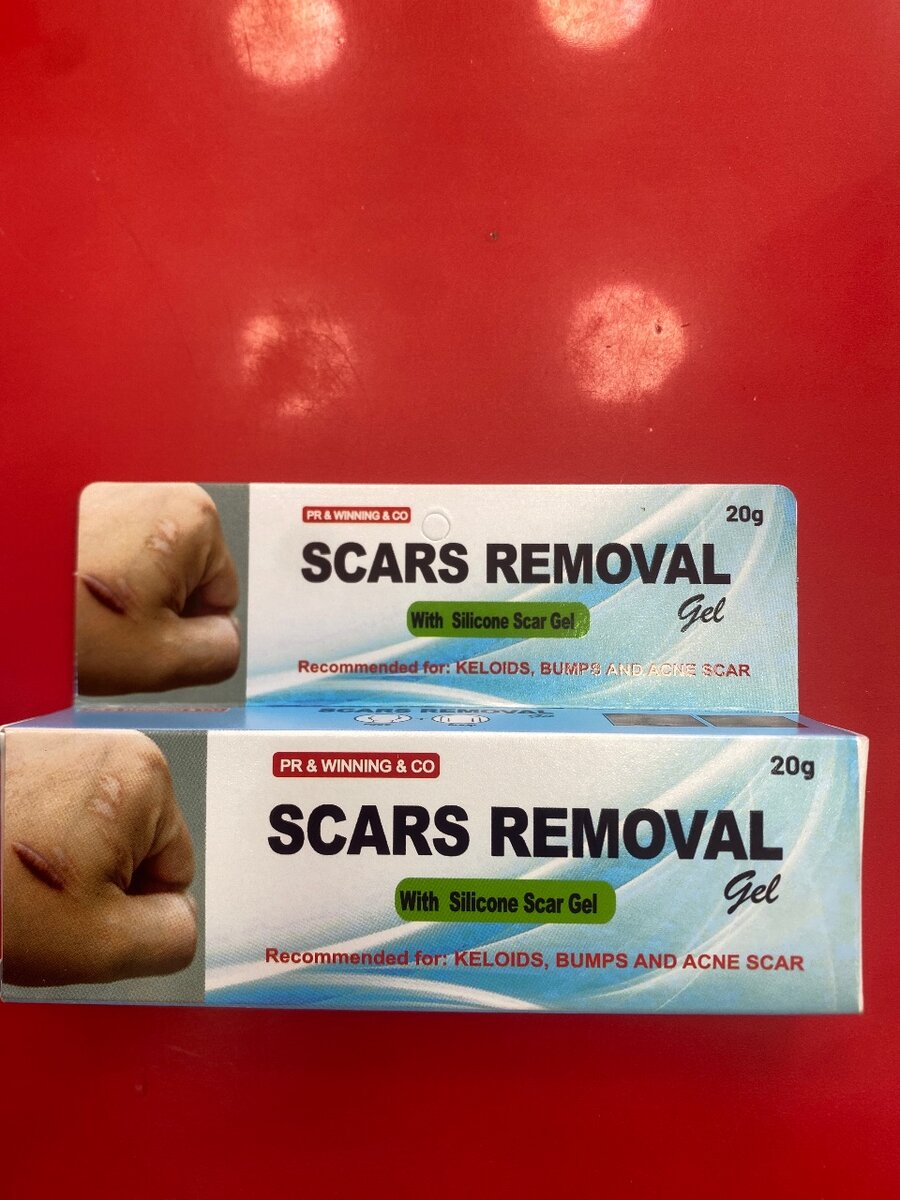 PR & WINNING & CO
20g
SCARS REMOVAL
Gel
With Silicone Scar Gel
Recommended for: KELOIDS, BUMPS AND ACNE SCAR
SCARS REMOVAL
PR & WINNING & CO
20g
SCARS REMOVAL
Gel
With Silicone Scar Gel
Recommended for: KELOIDS, BUMPS AND ACNE SCAR